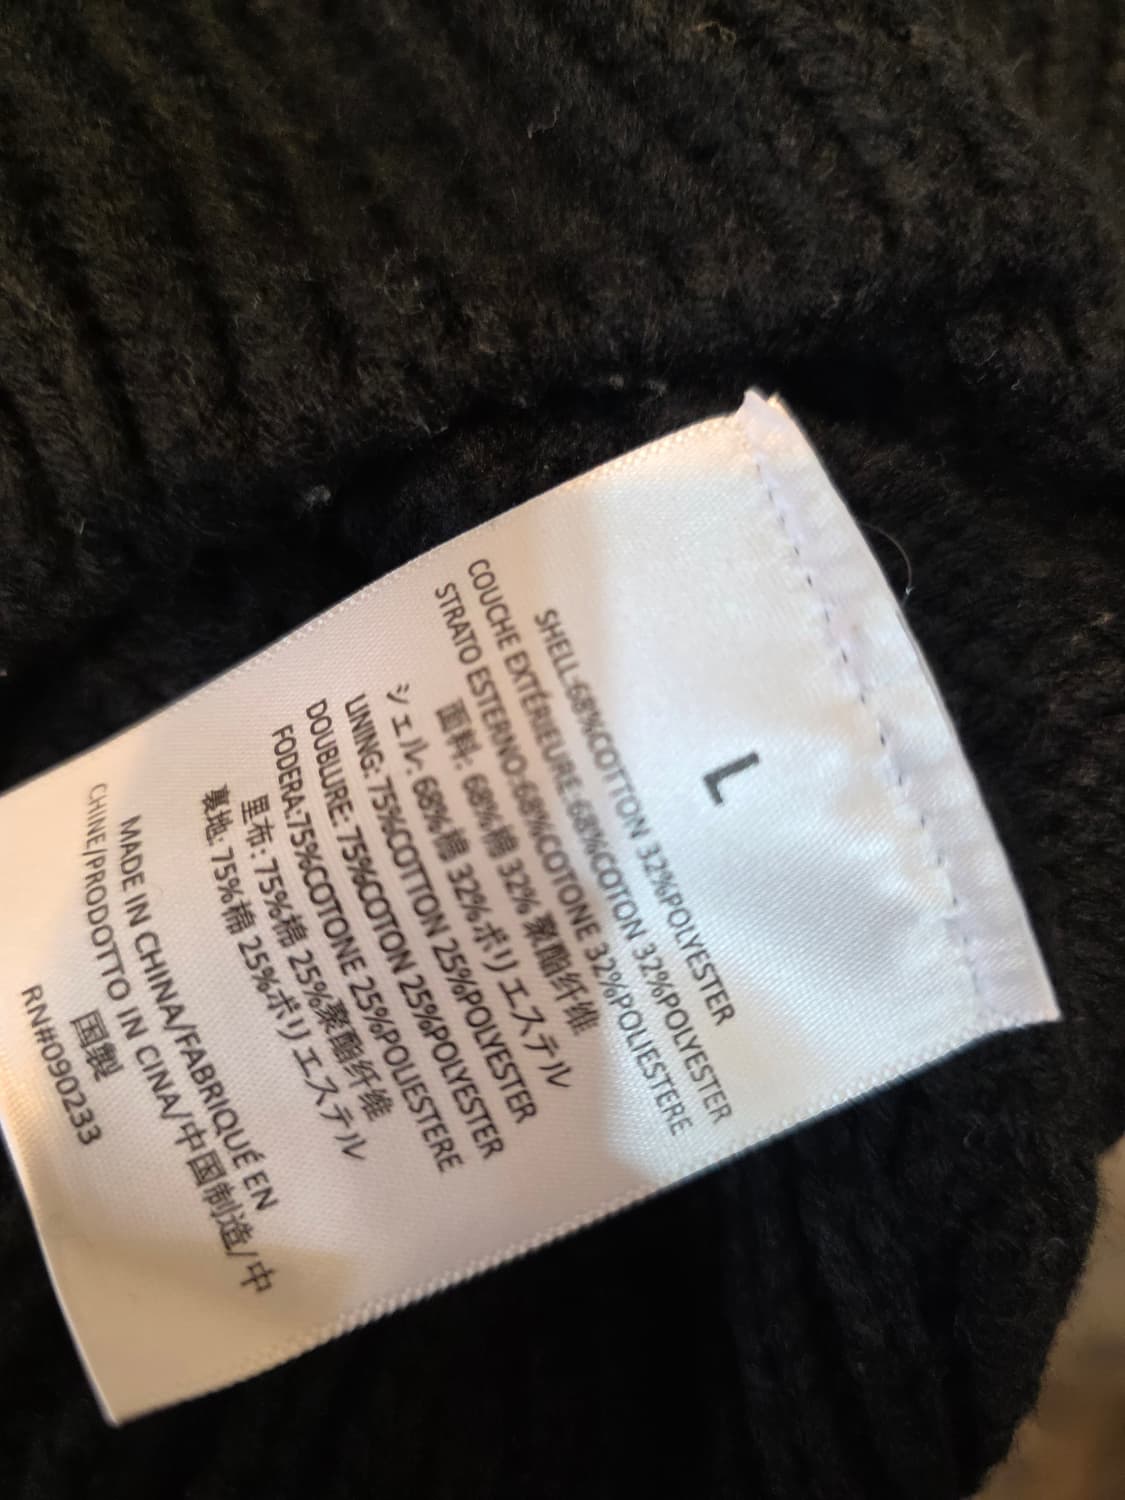 L
SHELL:68%COTTON 32%POLYESTER
COUCHE EXTÉRIEURE:68%COTON 32%POLYESTER
STRATO ESTERNO:68%COTONE 32%POLIESTERE
面料: 68%棉 32% 聚酯纤维
シェル: 68%棉 32%ポリエステル
LINING: 75%COTTON 25%POLYESTER
DOUBLURE: 75%COTON 25%POLYESTER
FODERA:75%COTONE 25%POLIESTERE
里布: 75%棉 25%聚酯纤维
裏地: 75%棉 25%ポリエステル
MADE IN CHINA/FABRIQUÉ EN
CHINE/PRODOTTO IN CINA/中国制造/中
国製
RN#090233